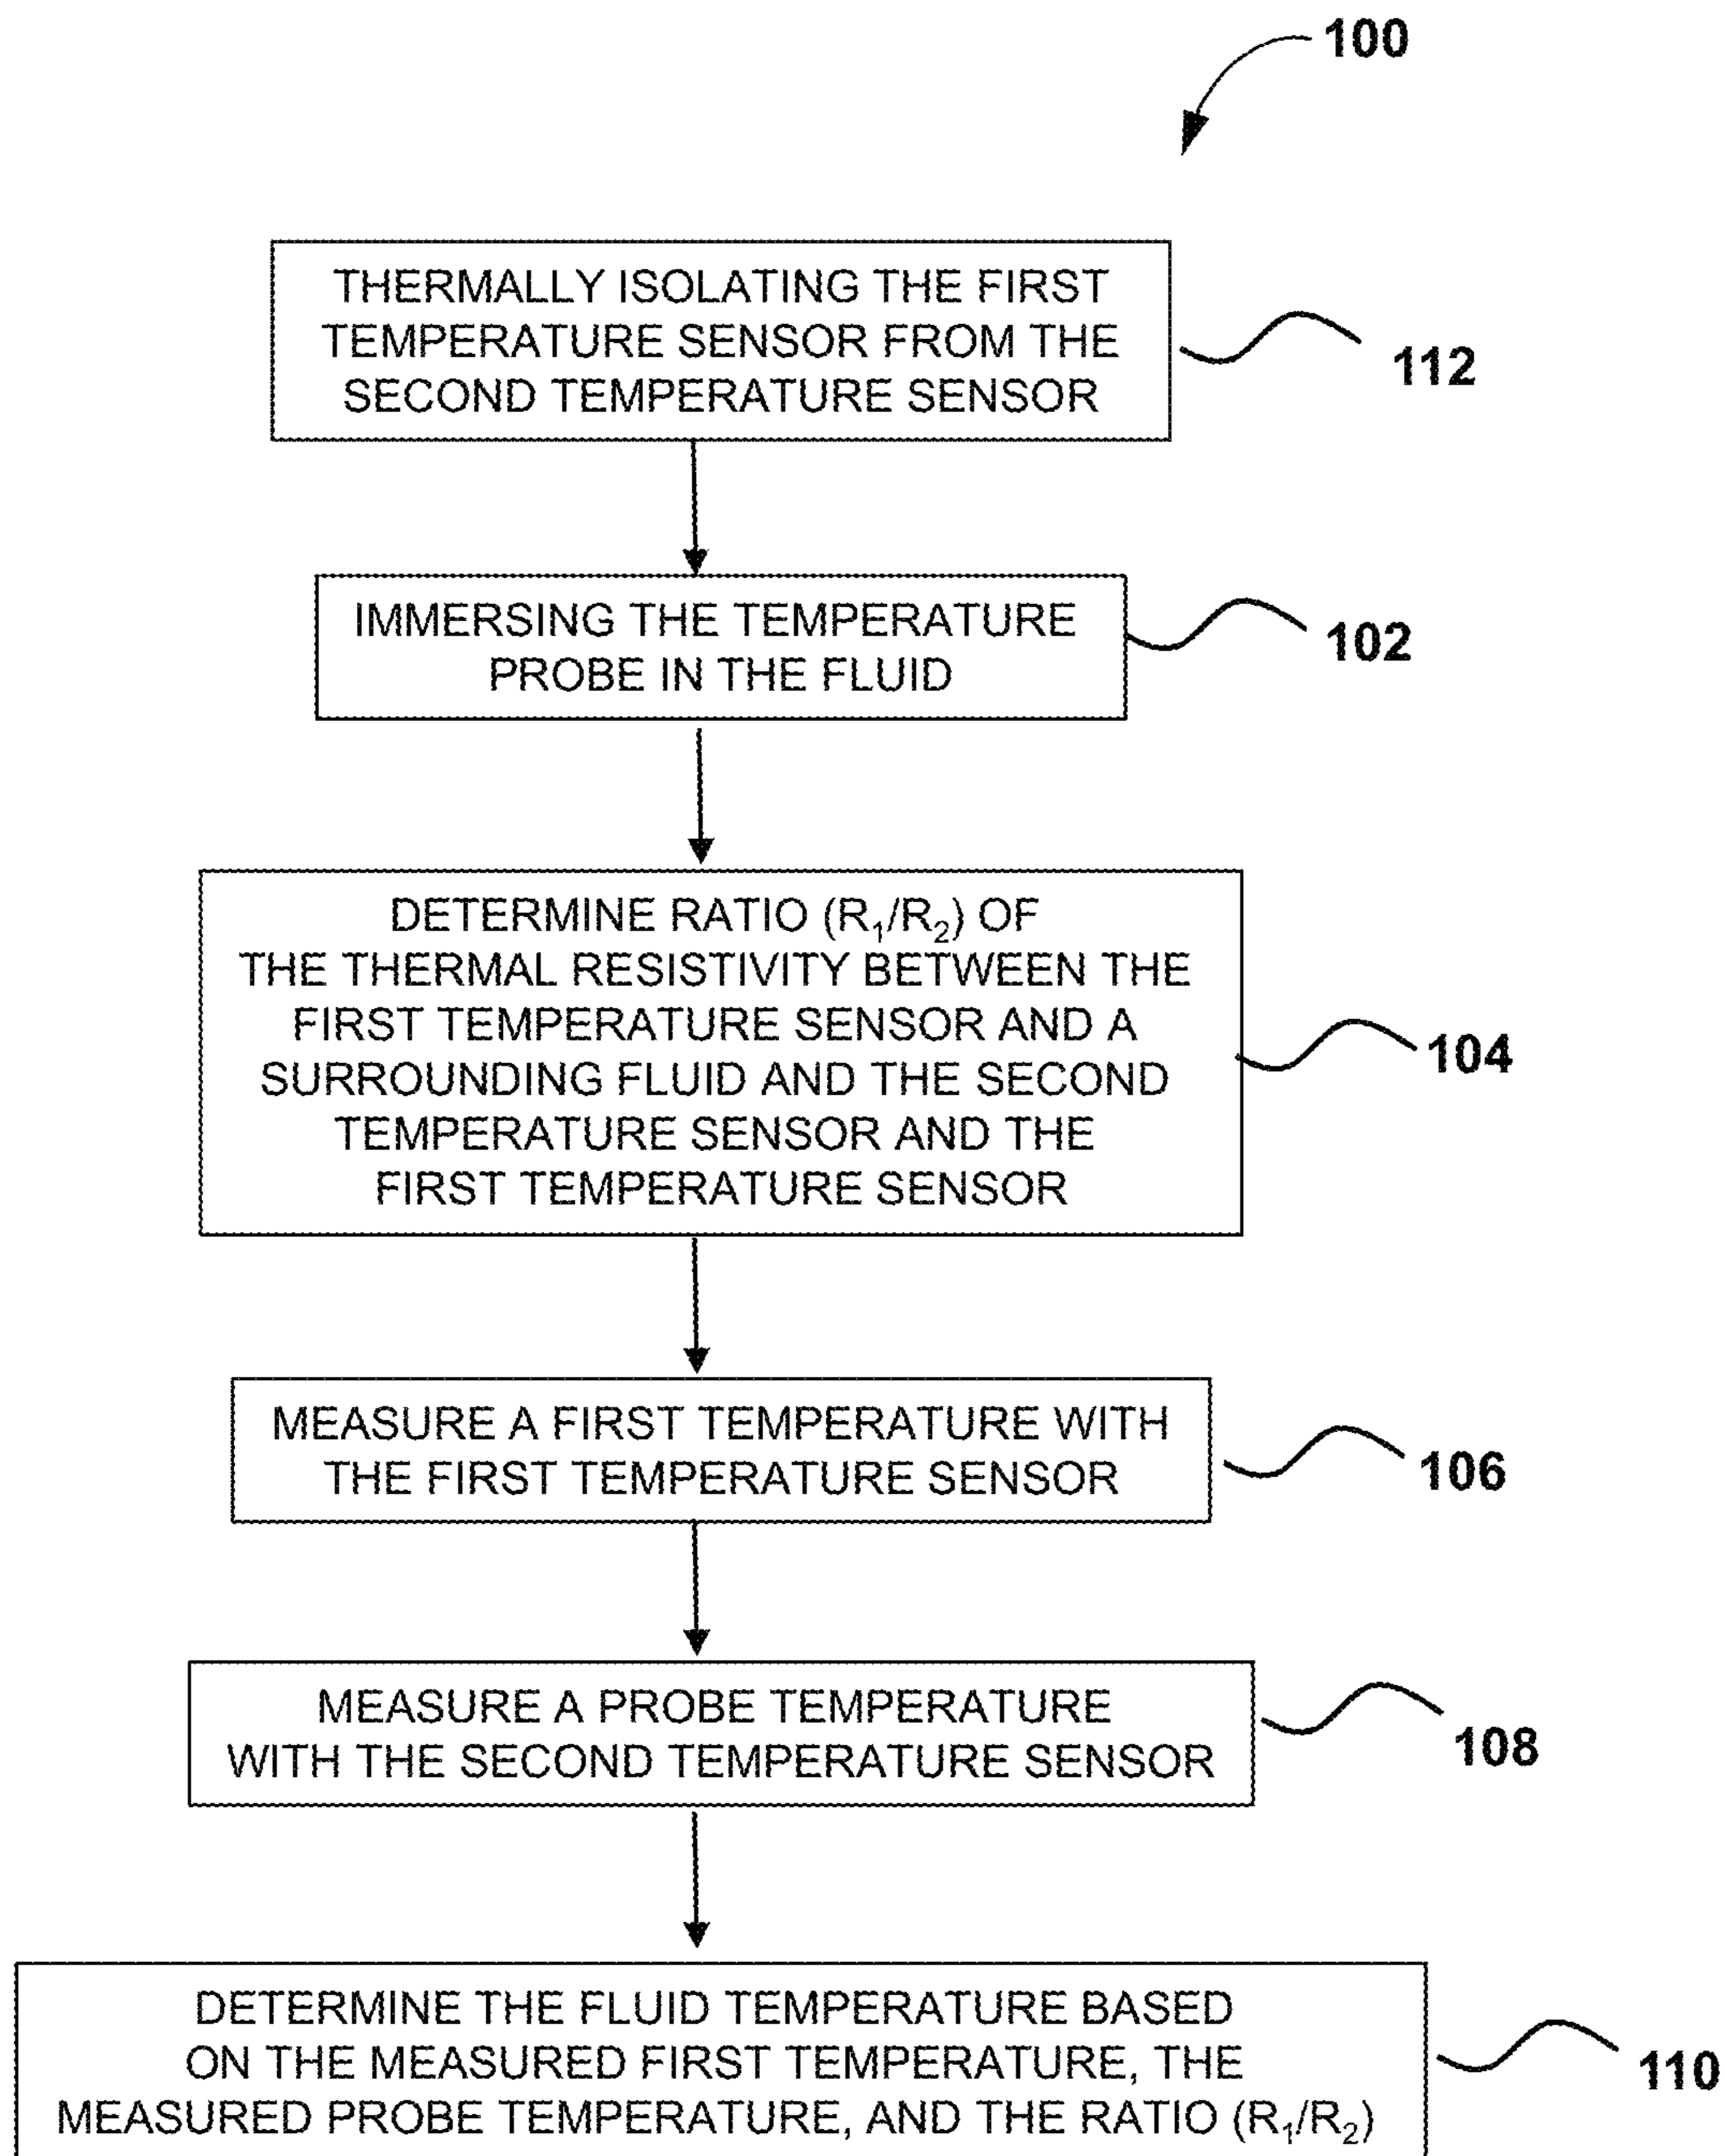 100
THERMALLY ISOLATING THE FIRST
TEMPERATURE SENSOR FROM THE
SECOND TEMPERATURE SENSOR
112
IMMERSING THE TEMPERATURE
PROBE IN THE FLUID
102
DETERMINE RATIO (R₁/R₂) OF
THE THERMAL RESISTIVITY BETWEEN THE
FIRST TEMPERATURE SENSOR AND A
SURROUNDING FLUID AND THE SECOND
TEMPERATURE SENSOR AND THE
FIRST TEMPERATURE SENSOR
104
MEASURE A FIRST TEMPERATURE WITH
THE FIRST TEMPERATURE SENSOR
106
MEASURE A PROBE TEMPERATURE
WITH THE SECOND TEMPERATURE SENSOR
108
DETERMINE THE FLUID TEMPERATURE BASED
ON THE MEASURED FIRST TEMPERATURE, THE
MEASURED PROBE TEMPERATURE, AND THE RATIO (R₁/R₂)
110